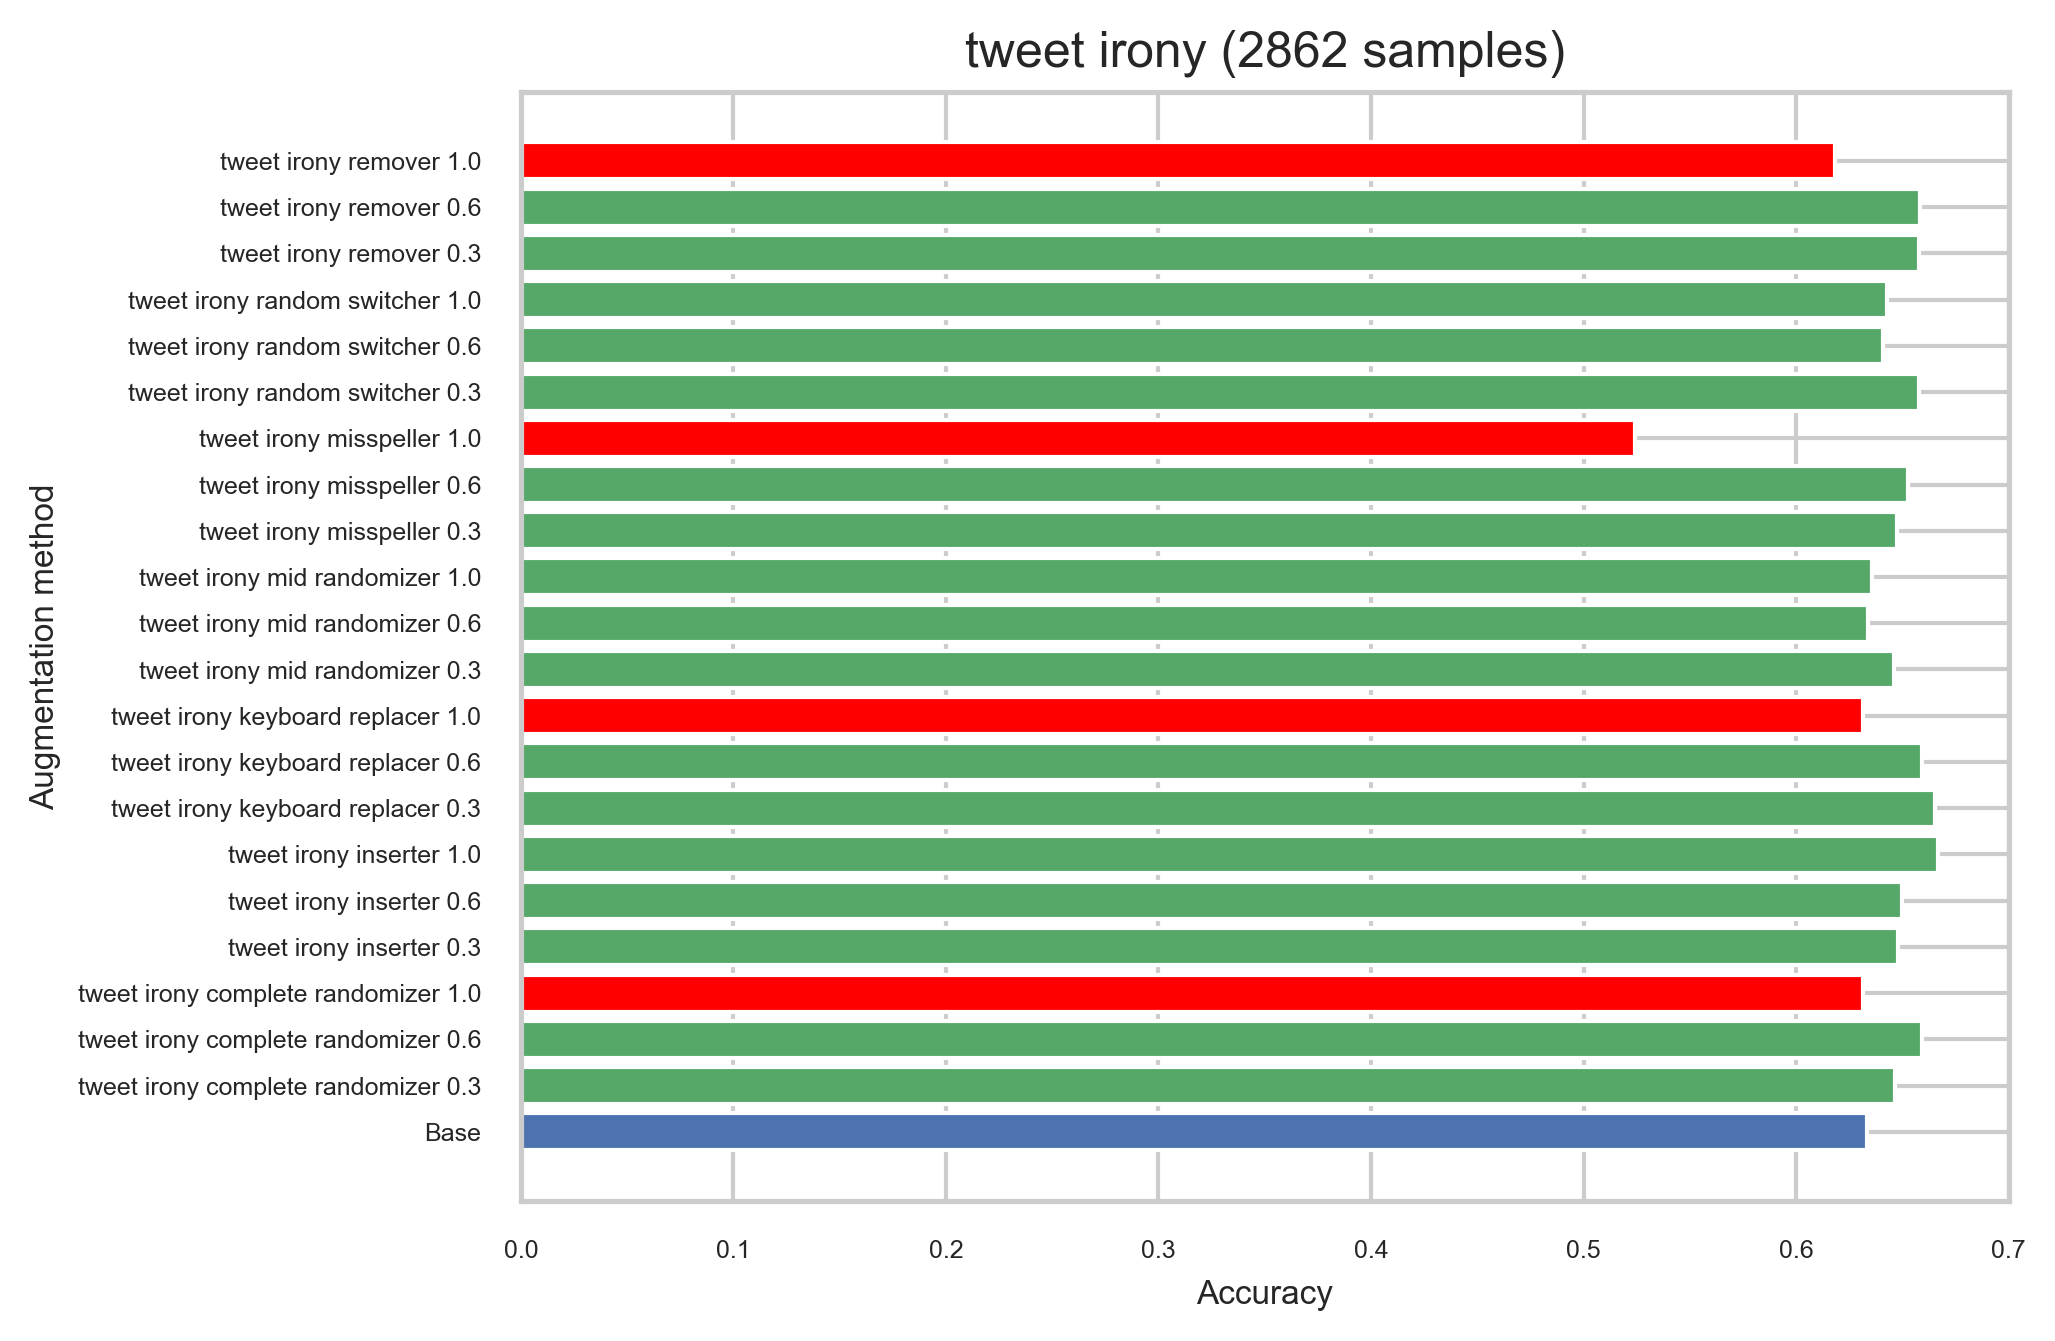 tweet irony (2862 samples)
Augmentation method
tweet irony remover 1.0
tweet irony remover 0.6
tweet irony remover 0.3
tweet irony random switcher 1.0
tweet irony random switcher 0.6
tweet irony random switcher 0.3
tweet irony misspeller 1.0
tweet irony misspeller 0.6
tweet irony misspeller 0.3
tweet irony mid randomizer 1.0
tweet irony mid randomizer 0.6
tweet irony mid randomizer 0.3
tweet irony keyboard replacer 1.0
tweet irony keyboard replacer 0.6
tweet irony keyboard replacer 0.3
tweet irony inserter 1.0
tweet irony inserter 0.6
tweet irony inserter 0.3
tweet irony complete randomizer 1.0
tweet irony complete randomizer 0.6
tweet irony complete randomizer 0.3
Base
0.0 0.1 0.2 0.3 0.4 0.5 0.6 0.7
Accuracy